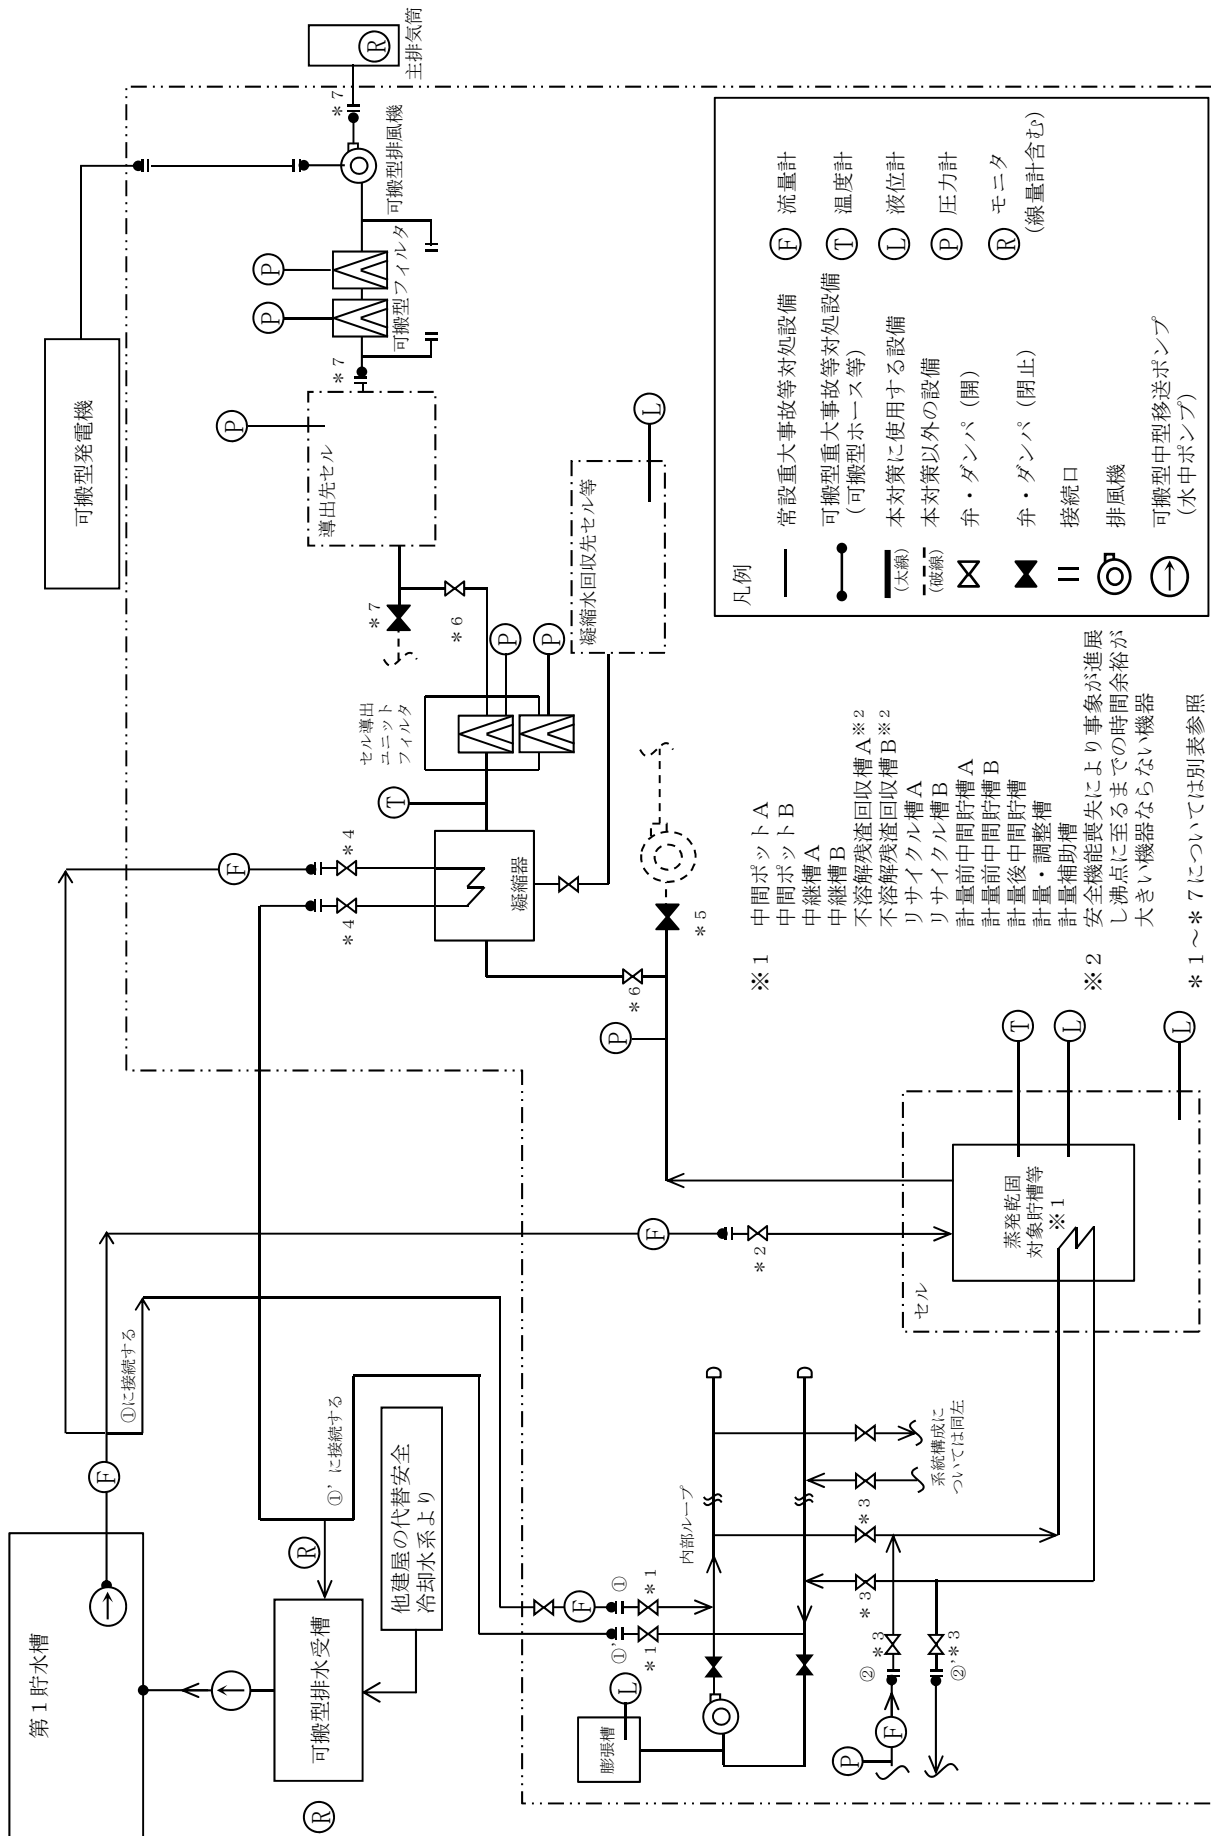 第1貯水槽
可搬型排水受槽
R
R
他建屋の代替安全
冷却水系より
①に接続する
①'に接続する
F
可搬型発電機
主排気筒
R
*7
可搬型排風機
可搬型フィルタ
P
P
*7
導出先セル
P
*7
*6
セル導出
ユニット
フィルタ
P
P
凝縮水回収先セル等
L
T
凝縮器
F
*4
*4
*6
P
*5
F
*2
セル
蒸発乾固
対象貯槽等
※1
T
L
L
内部ループ
系統構成に
ついては同左
F
①
*1
①'
*1
*3
*3
②
*3
②'*3
膨張槽
L
P
F
※1 中間ポットA
中間ポットB
中継槽A
中継槽B
不溶解残渣回収槽A※2
不溶解残渣回収槽B※2
リサイクル槽A
リサイクル槽B
計量前中間貯槽A
計量前中間貯槽B
計量後中間貯槽
計量・調整槽
計量補助槽
※2 安全機能喪失により事象が進展
し沸点に至るまでの時間余裕が
大きい機器ならない機器
*1~*7については別表参照
凡例
常設重大事故等対処設備
可搬型重大事故等対処設備
(可搬型ホース等)
(太線)
本対策に使用する設備
(破線)
本対策以外の設備
弁・ダンパ(開)
弁・ダンパ(閉止)
接続口
排風機
可搬型中型移送ポンプ
(水中ポンプ)
F 流量計
T 温度計
L 液位計
P 圧力計
R モニタ
(線量計含む)